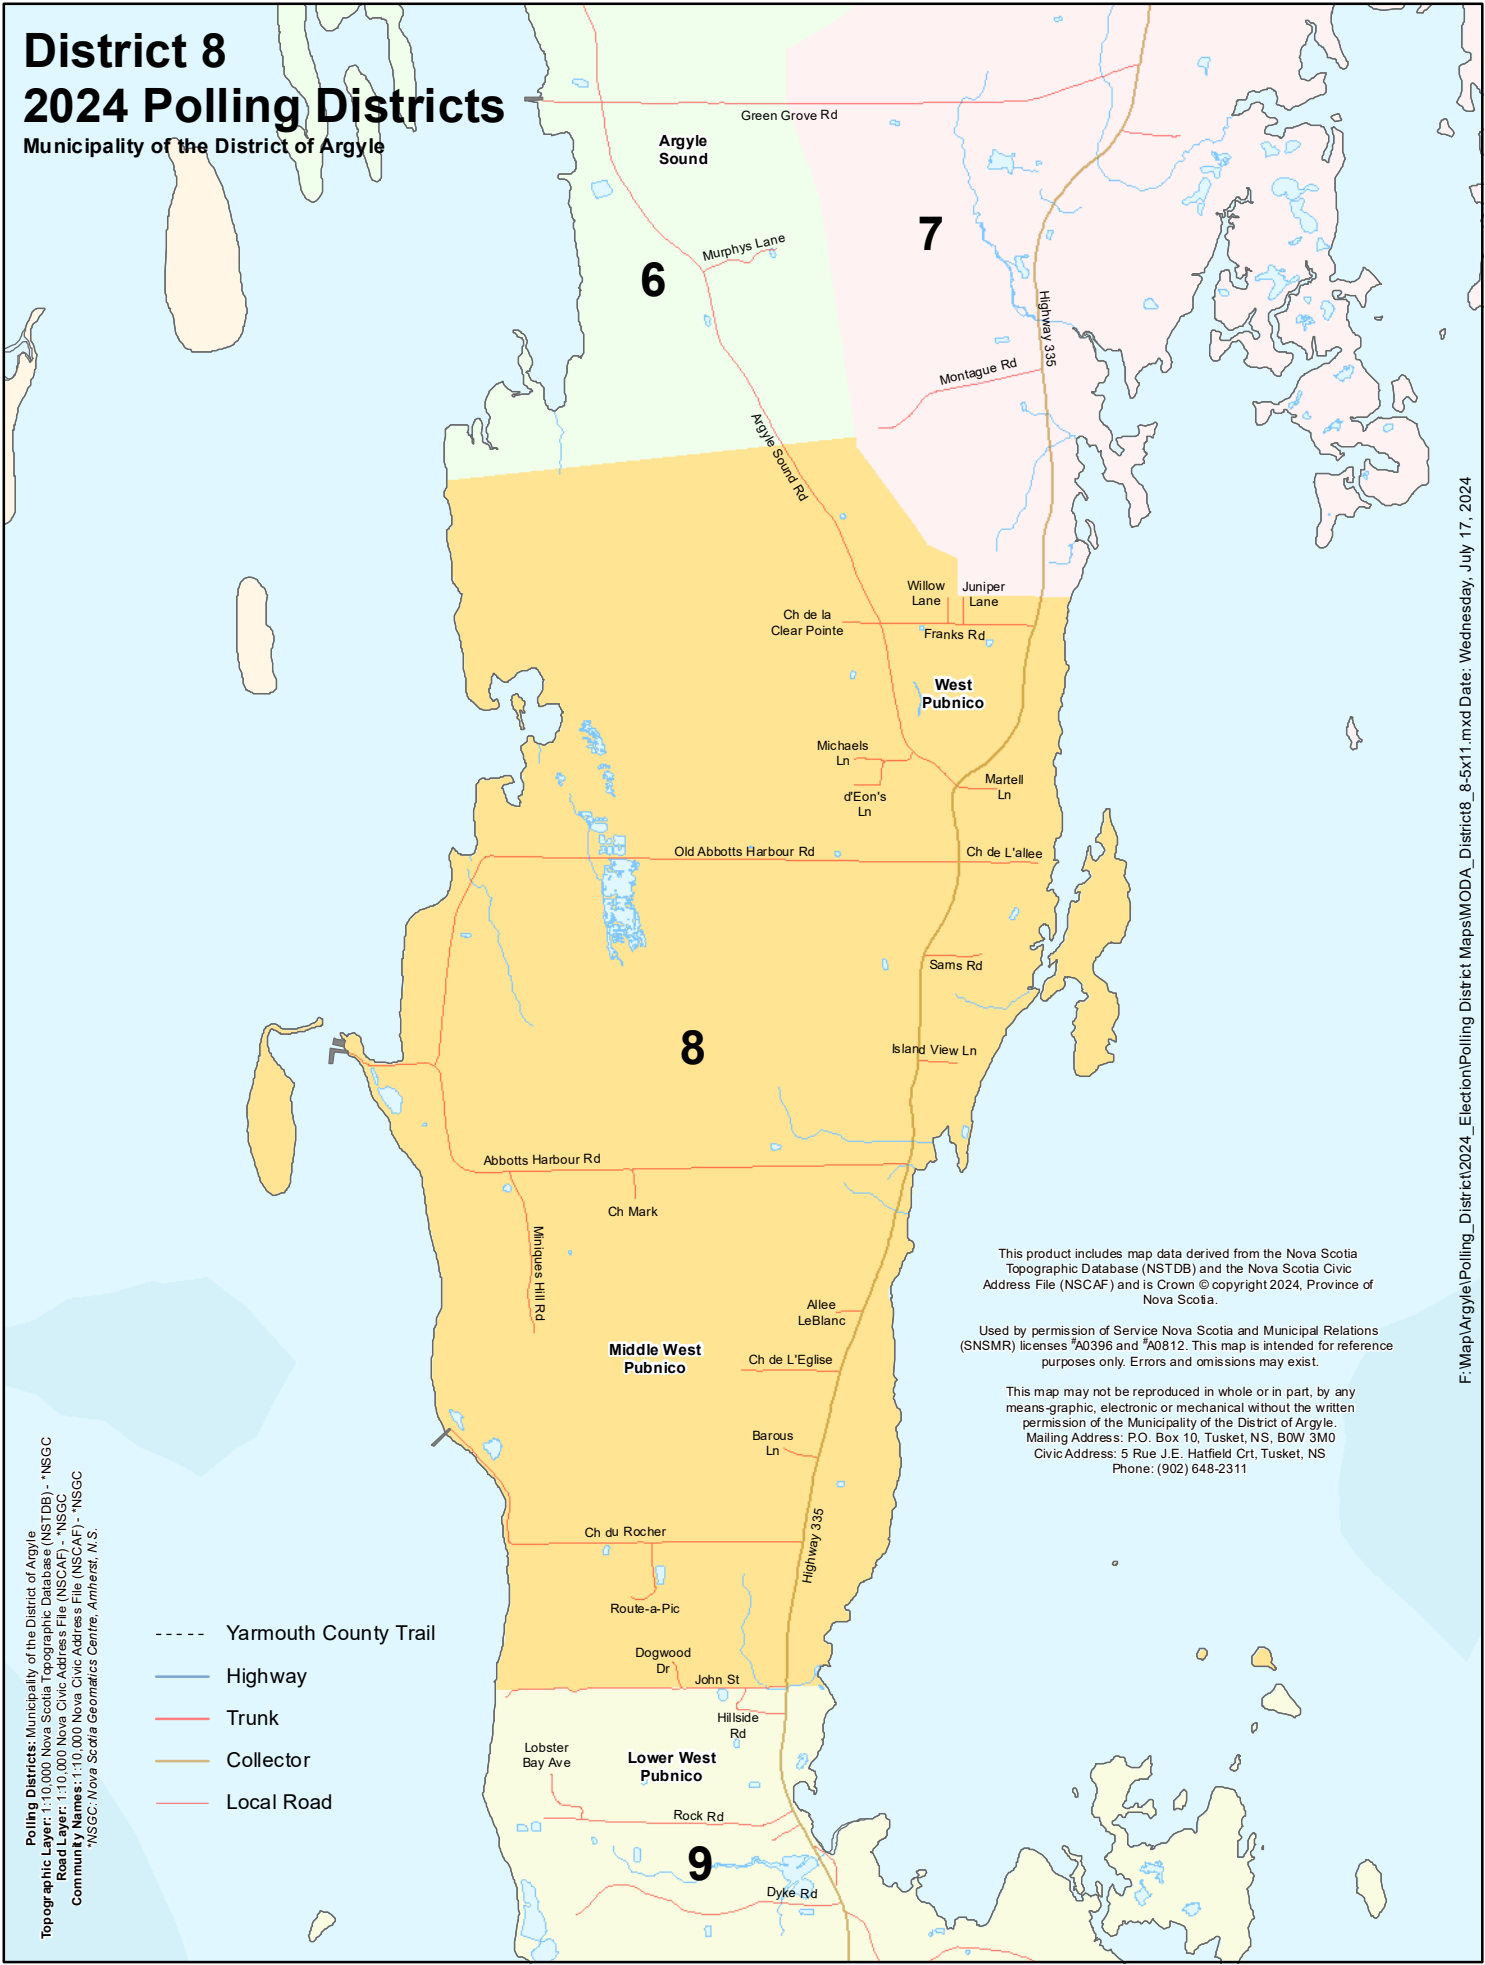 District 8
2024 Polling Districts
Municipality of the District of Argyle
Green Grove Rd
Argyle
Sound
7
Murphys Lane
6
Highway 335
Montague Rd
Argyle Sound Rd
Willow
Lane
Juniper
Lane
Ch de la
Clear Pointe
Franks Rd
West
Pubnico
Michaels
Ln
d'Eon's
Ln
Martell
Ln
Old Abbotts Harbour Rd
Ch de L'allee
Sams Rd
8
Island View Ln
Abbotts Harbour Rd
Ch Mark
Miniques Hill Rd
Allee
LeBlanc
Middle West
Pubnico
Ch de L'Eglise
Barous
Ln
Highway 335
Ch du Rocher
Route-a-Pic
Dogwood
Dr
John St
Hillside
Rd
Lobster
Bay Ave
Lower West
Pubnico
Rock Rd
9
Dyke Rd
This product includes map data derived from the Nova Scotia
Topographic Database (NSTDB) and the Nova Scotia Civic
Address File (NSCAF) and is Crown © copyright 2024, Province of
Nova Scotia.
Used by permission of Service Nova Scotia and Municipal Relations
(SNSMR) licenses #A0396 and #A0812. This map is intended for reference
purposes only. Errors and omissions may exist.
This map may not be reproduced in whole or in part, by any
means-graphic, electronic or mechanical without the written
permission of the Municipality of the District of Argyle.
Mailing Address: P.O. Box 10, Tusket, NS, B0W 3M0
Civic Address: 5 Rue J.E. Hatfield Crt, Tusket, NS
Phone: (902) 648-2311
F:\Map\Argyle\Polling_District\2024_Election\Polling District Maps\MODA_District8_8-5x11.mxd Date: Wednesday, July 17, 2024
Polling Districts: Municipality of the District of Argyle
Topographic Layer: 1:10,000 Nova Scotia Topographic Database (NSTDB) - *NSGC
Road Layer: 1:10,000 Nova Civic Address File (NSCAF) - *NSGC
Community Names: 1:10,000 Nova Civic Address File (NSCAF) - *NSGC
*NSGC: Nova Scotia Geomatics Centre, Amherst, N.S.
Yarmouth County Trail
Highway
Trunk
Collector
Local Road